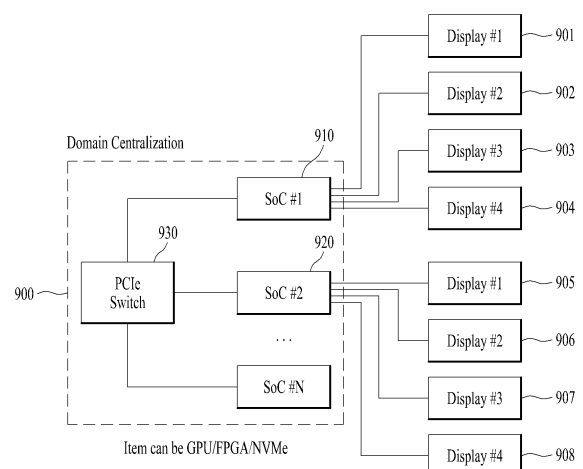 Display #1
901
Display #2
902
Domain Centralization
910
Display #3
903
SoC #1
Display #4
904
930
920
PCIe
Switch
900
SoC #2
Display #1
905
Display #2
906
...
SoC #N
Display #3
907
Item can be GPU/FPGA/NVMe
Display #4
908